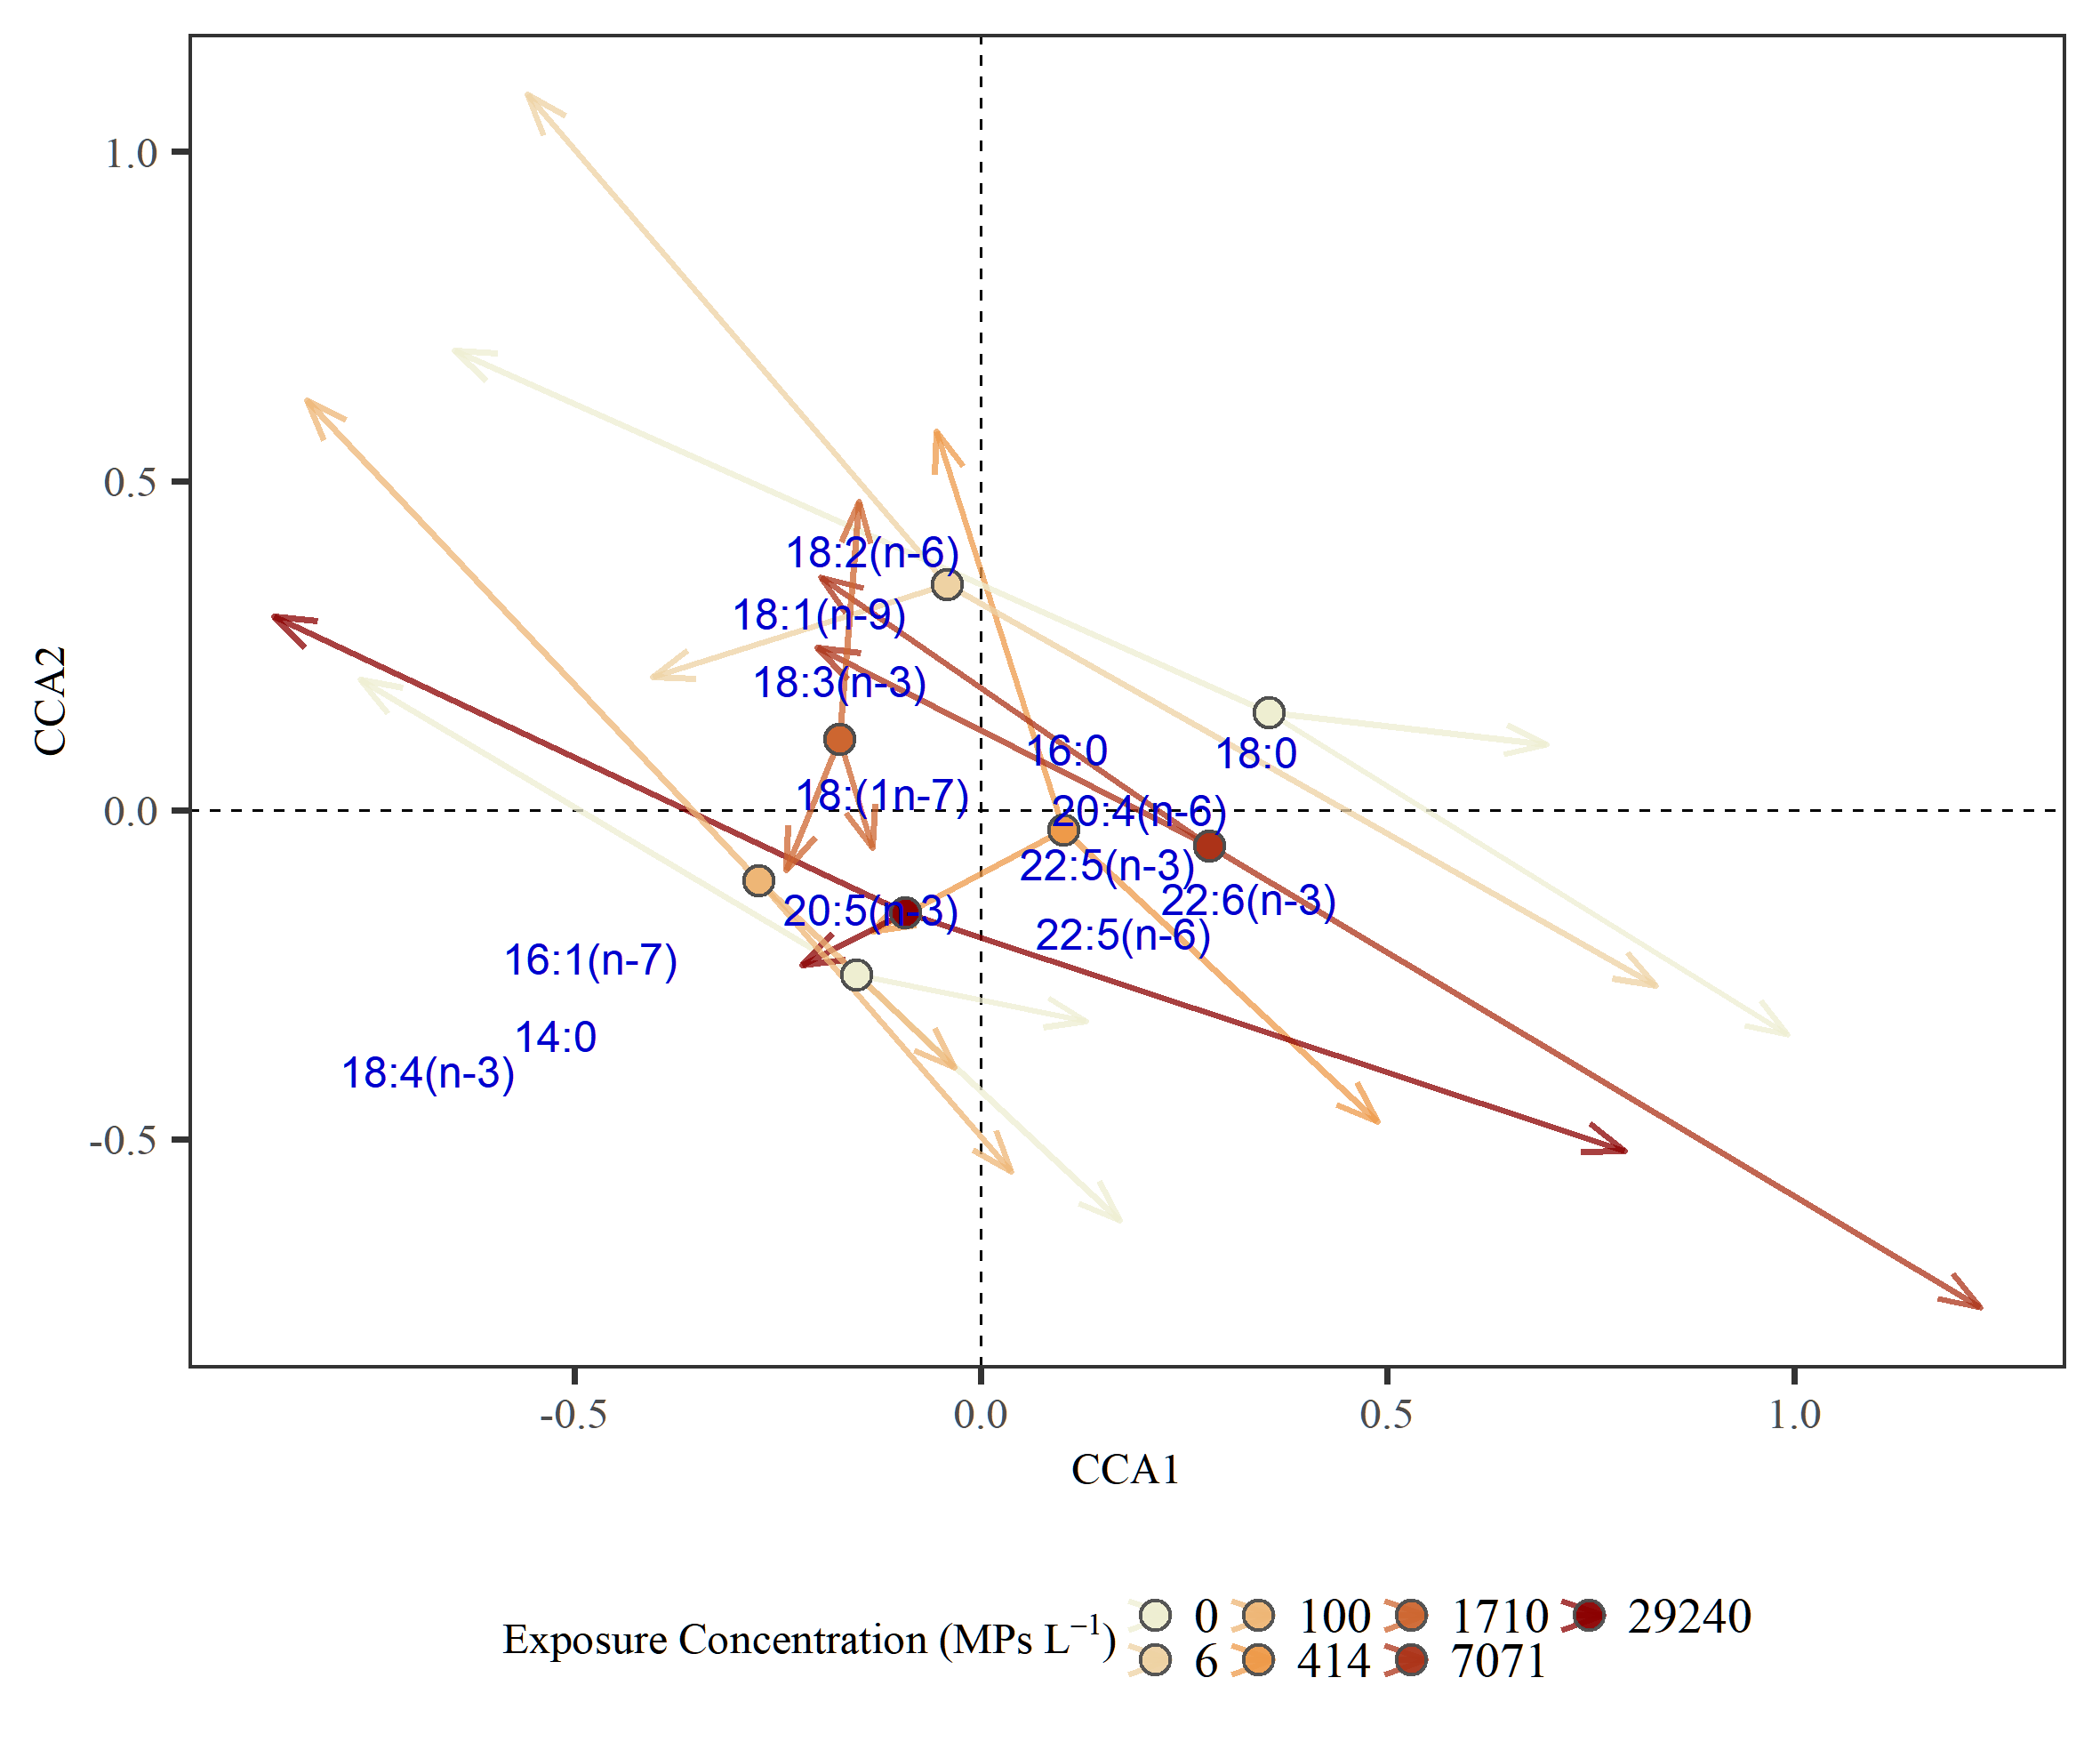 1.0
0.5
0.0
-0.5
CCA2
18:2(n-6)
18:1(n-9)
18:3(n-3)
16:0
18:0
18:(1n-7)
20:4(n-6)
22:5(n-3)
22:6(n-3)
20:5(n-3)
22:5(n-6)
16:1(n-7)
14:0
18:4(n-3)
-0.5 0.0 0.5 1.0
CCA1
Exposure Concentration (MPs L⁻¹)
0 100 1710 29240
6 414 7071